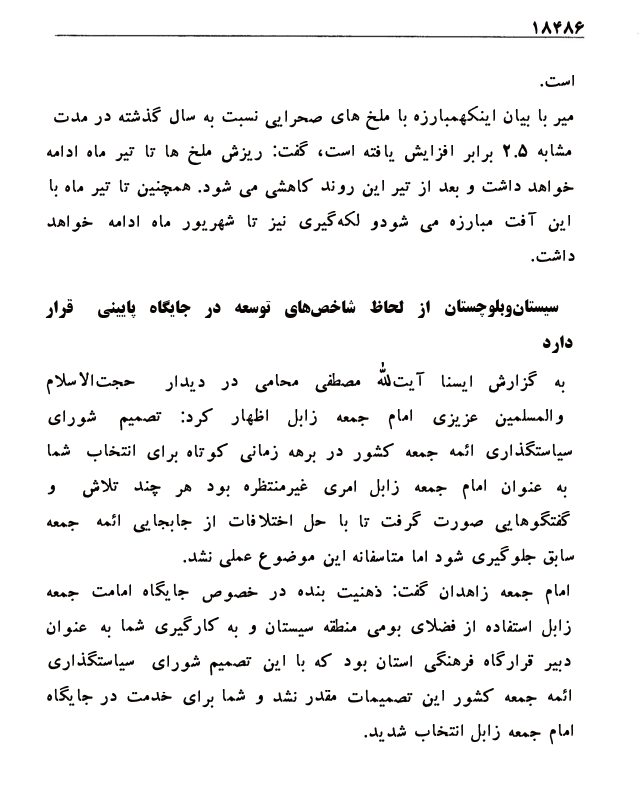 ۱۸۴۸۶
است.
میر با بیان اینکهمبارزه با ملخ های صحرایی نسبت به سال گذشته در مدت
مشابه ۲.۵ برابر افزایش یافته است، گفت: ریزش ملخ ها تا تیر ماه ادامه
خواهد داشت و بعد از تیر این روند کاهشی می شود. همچنین تا تیر ماه با
این آفت مبارزه می شودو لکه‌گیری نیز تا شهریور ماه ادامه خواهد
داشت.
سیستان‌وبلوچستان از لحاظ شاخص‌های توسعه در جایگاه پایینی قرار
دارد
به گزارش ایسنا آیت‌الله مصطفی محامی در دیدار حجت‌الاسلام
والمسلمین عزیزی امام جمعه زابل اظهار کرد: تصمیم شورای
سیاستگذاری ائمه جمعه کشور در برهه زمانی کوتاه برای انتخاب شما
به عنوان امام جمعه زابل امری غیرمنتظره بود هر چند تلاش و
گفتگوهایی صورت گرفت تا با حل اختلافات از جابجایی ائمه جمعه
سابق جلوگیری شود اما متاسفانه این موضوع عملی نشد.
امام جمعه زاهدان گفت: ذهنیت بنده در خصوص جایگاه امامت جمعه
زابل استفاده از فضلای بومی منطقه سیستان و به کارگیری شما به عنوان
دبیر قرارگاه فرهنگی استان بود که با این تصمیم شورای سیاستگذاری
ائمه جمعه کشور این تصمیمات مقدر نشد و شما برای خدمت در جایگاه
امام جمعه زابل انتخاب شدید.